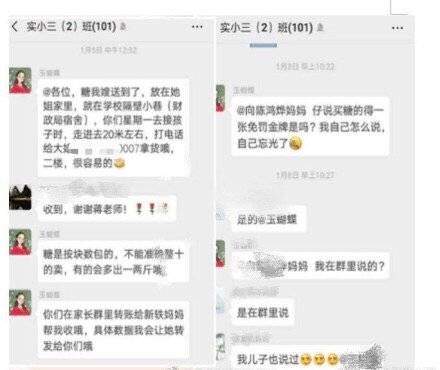 实小三（2）班(101)
1月5日 中午12:52
玉蝴蝶
@各位，糖我嫂送到了，放在她
姐家里，就在学校隔壁小巷（财
政局宿舍），你们星期一去接孩
子时，走进去20米左右，打电话
给大姐
X007拿货哦，
二楼，很容易的
收到，谢谢蒋老师！
玉蝴蝶
糖是按块数包的，不能准确整十
的卖，有的会多出一两斤哦
玉蝴蝶
你们在家长群里转账给新轶妈妈
帮我收哦，具体数据我会让她转
发给你们哦
实小三（2）班(101)
1月8日 早上10:22
玉蝴蝶
@向陈鸿烨妈妈 仔说买糖的得一
张免罚金牌是吗？我自己怎么说，
自己忘光了
1月8日 早上10:27
是的@玉蝴蝶
妈妈 我在群里说的？
是在群里说
我儿子也说过